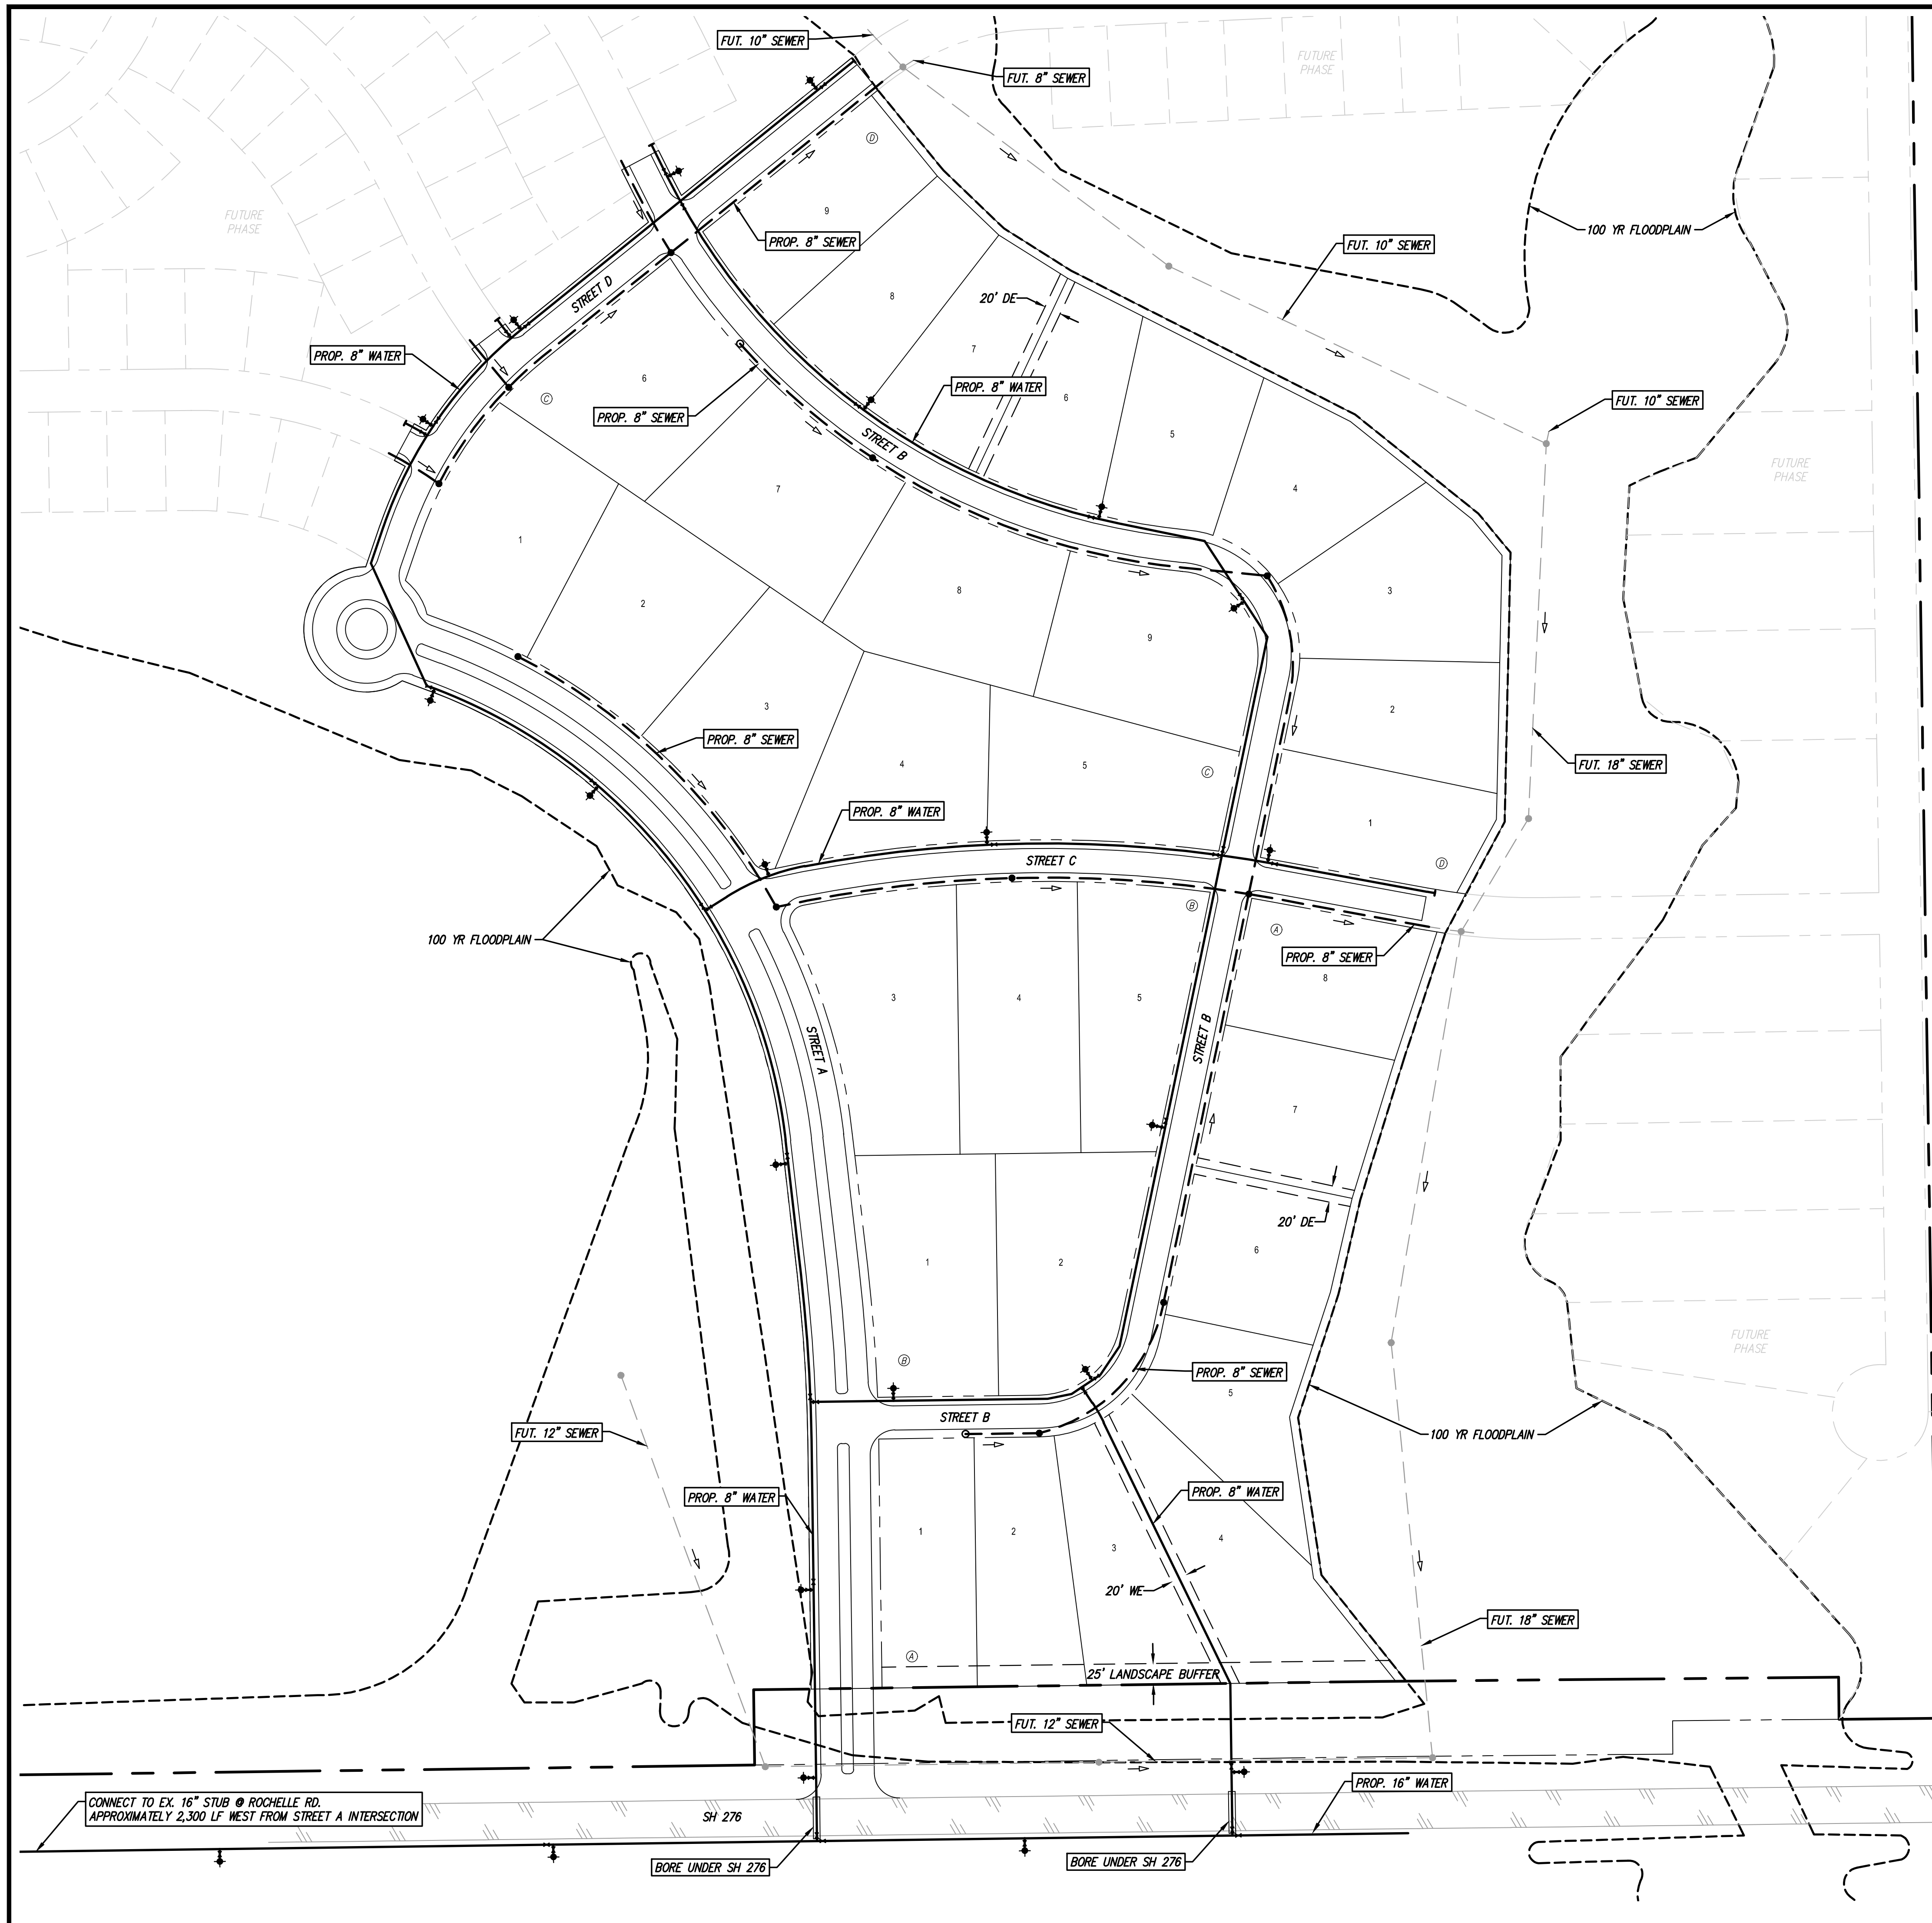 FUT. 10" SEWER
FUT. 8" SEWER
FUTURE
PHASE
D
9
FUTURE
PHASE
PROP. 8" SEWER
100 YR FLOODPLAIN
FUT. 10" SEWER
STREET D
8
20' DE
PROP. 8" WATER
7
6
C
PROP. 8" WATER
6
PROP. 8" SEWER
FUT. 10" SEWER
STREET B
5
FUTURE
PHASE
7
4
1
8
3
2
9
3
2
PROP. 8" SEWER
4
5
C
FUT. 18" SEWER
PROP. 8" WATER
1
STREET C
D
B
A
100 YR FLOODPLAIN
PROP. 8" SEWER
8
3
4
5
STREET A
STREET B
7
20' DE
6
1
2
FUTURE
PHASE
B
PROP. 8" SEWER
5
STREET B
FUT. 12" SEWER
100 YR FLOODPLAIN
PROP. 8" WATER
PROP. 8" WATER
1
2
3
4
20' WE
FUT. 18" SEWER
A
25' LANDSCAPE BUFFER
FUT. 12" SEWER
PROP. 16" WATER
CONNECT TO EX. 16" STUB @ ROCHELLE RD.
APPROXIMATELY 2,300 LF WEST FROM STREET A INTERSECTION
SH 276
BORE UNDER SH 276
BORE UNDER SH 276